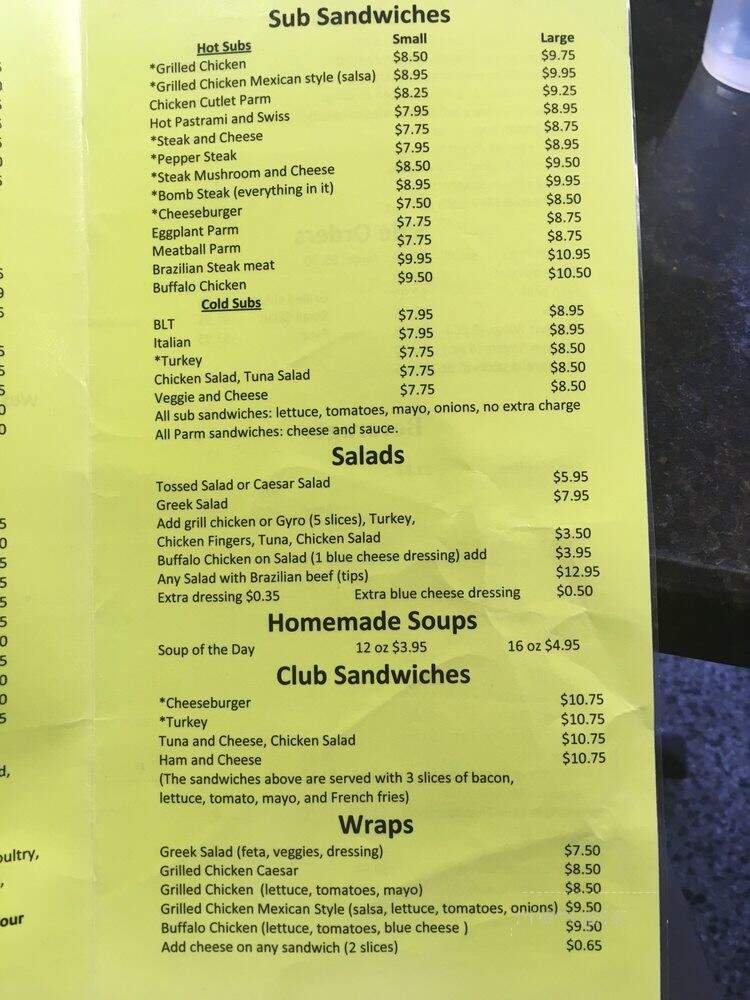 Sub Sandwiches
Hot Subs Small Large
*Grilled Chicken $8.50 $9.75
*Grilled Chicken Mexican style (salsa) $8.95 $9.95
Chicken Cutlet Parm $8.25 $9.25
Hot Pastrami and Swiss $7.95 $8.95
*Steak and Cheese $7.75 $8.75
*Pepper Steak $7.95 $8.95
*Steak Mushroom and Cheese $8.50 $9.50
*Bomb Steak (everything in it) $8.95 $9.95
*Cheeseburger $7.50 $8.50
Eggplant Parm $7.75 $8.75
Meatball Parm $7.75 $8.75
Brazilian Steak meat $9.95 $10.95
Buffalo Chicken $9.50 $10.50
Cold Subs
BLT $7.95 $8.95
Italian $7.95 $8.95
*Turkey $7.75 $8.50
Chicken Salad, Tuna Salad $7.75 $8.50
Veggie and Cheese $7.75 $8.50
All sub sandwiches: lettuce, tomatoes, mayo, onions, no extra charge
All Parm sandwiches: cheese and sauce.
Salads
Tossed Salad or Caesar Salad $5.95
Greek Salad $7.95
Add grill chicken or Gyro (5 slices), Turkey,
Chicken Fingers, Tuna, Chicken Salad $3.50
Buffalo Chicken on Salad (1 blue cheese dressing) add $3.95
Any Salad with Brazilian beef (tips) $12.95
Extra dressing $0.35 Extra blue cheese dressing $0.50
Homemade Soups
Soup of the Day 12 oz $3.95 16 oz $4.95
Club Sandwiches
*Cheeseburger $10.75
*Turkey $10.75
Tuna and Cheese, Chicken Salad $10.75
Ham and Cheese $10.75
(The sandwiches above are served with 3 slices of bacon,
lettuce, tomato, mayo, and French fries)
Wraps
Greek Salad (feta, veggies, dressing) $7.50
Grilled Chicken Caesar $8.50
Grilled Chicken (lettuce, tomatoes, mayo) $8.50
Grilled Chicken Mexican Style (salsa, lettuce, tomatoes, onions) $9.50
Buffalo Chicken (lettuce, tomatoes, blue cheese ) $9.50
Add cheese on any sandwich (2 slices) $0.65